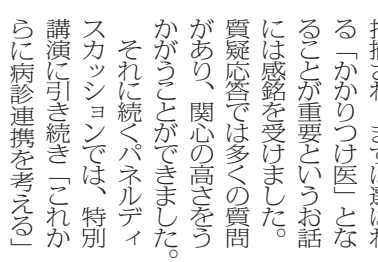 る「かかりつけ医」とな
ることが重要というお話
には感銘を受けました。
質疑応答では多くの質問
があり、関心の高さをう
かがうことができました。
それに続くパネルディ
スカッションでは、特別
講演に引き続き「これか
らに病診連携を考える」